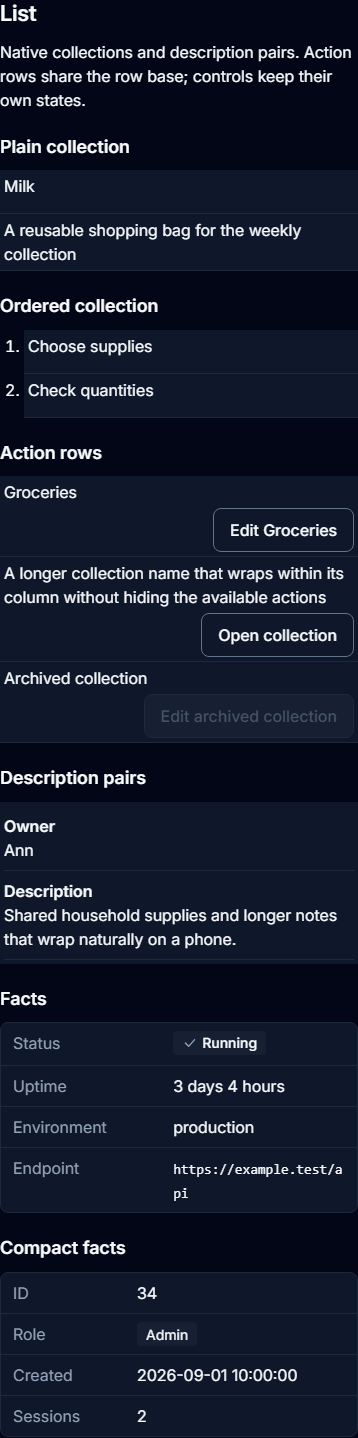 List
Native collections and description pairs. Action
rows share the row base; controls keep their
own states.
Plain collection
Milk
A reusable shopping bag for the weekly
collection
Ordered collection
1. Choose supplies
2. Check quantities
Action rows
Groceries
Edit Groceries
A longer collection name that wraps within its
column without hiding the available actions
Open collection
Archived collection
Edit archived collection
Description pairs
Owner
Ann
Description
Shared household supplies and longer notes
that wrap naturally on a phone.
Facts
Status Running
Uptime 3 days 4 hours
Environment production
Endpoint https://example.test/a
pi
Compact facts
ID 34
Role Admin
Created 2026-09-01 10:00:00
Sessions 2